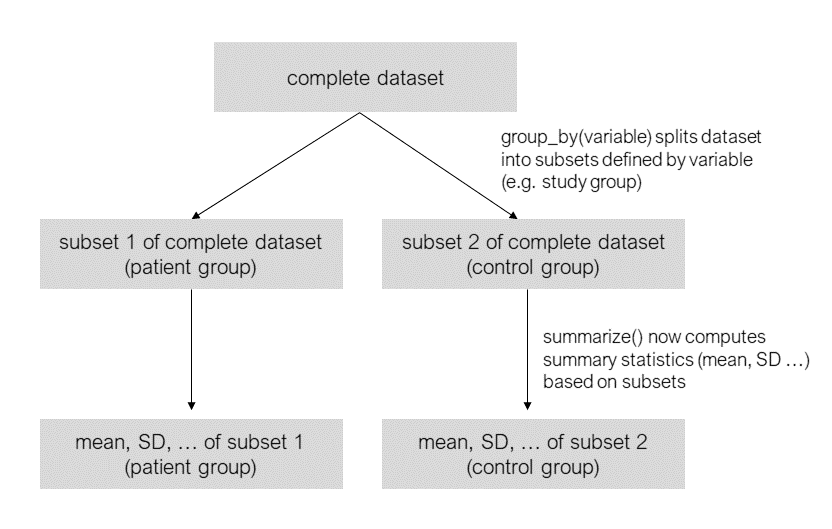 complete dataset
group_by(variable) splits dataset
into subsets defined by variable
(e.g. study group)
subset 1 of complete dataset
(patient group)
subset 2 of complete dataset
(control group)
summarize() now computes
summary statistics (mean, SD …)
based on subsets
mean, SD, … of subset 1
(patient group)
mean, SD, … of subset 2
(control group)